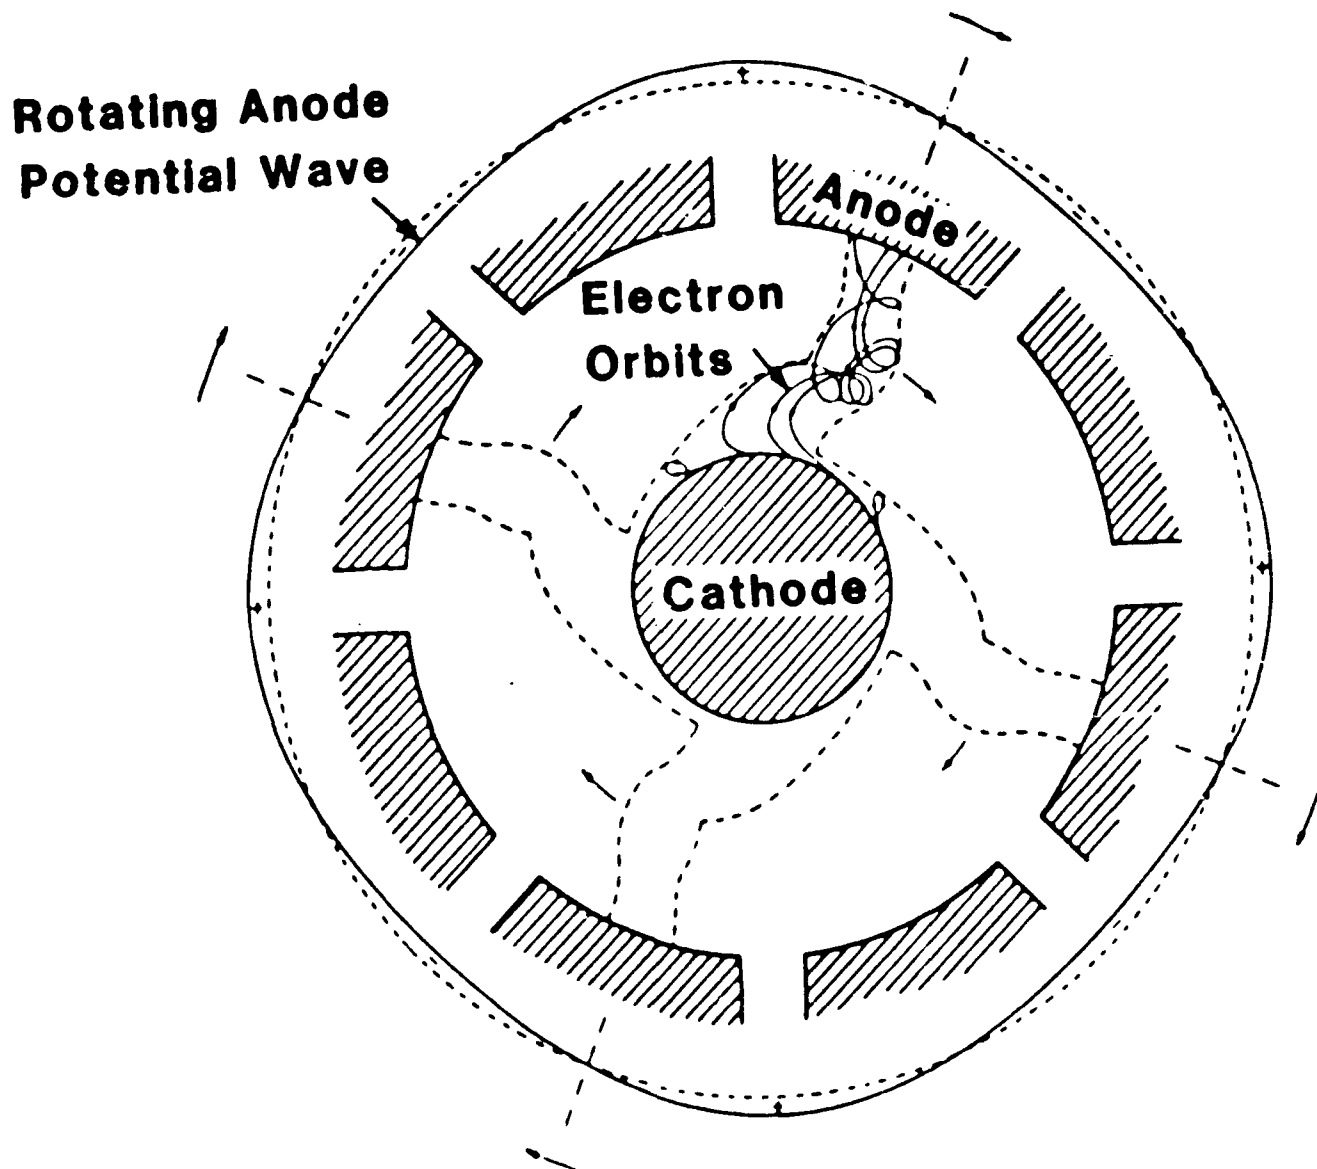 Rotating Anode
Potential Wave
Anode
Electron
Orbits
Cathode